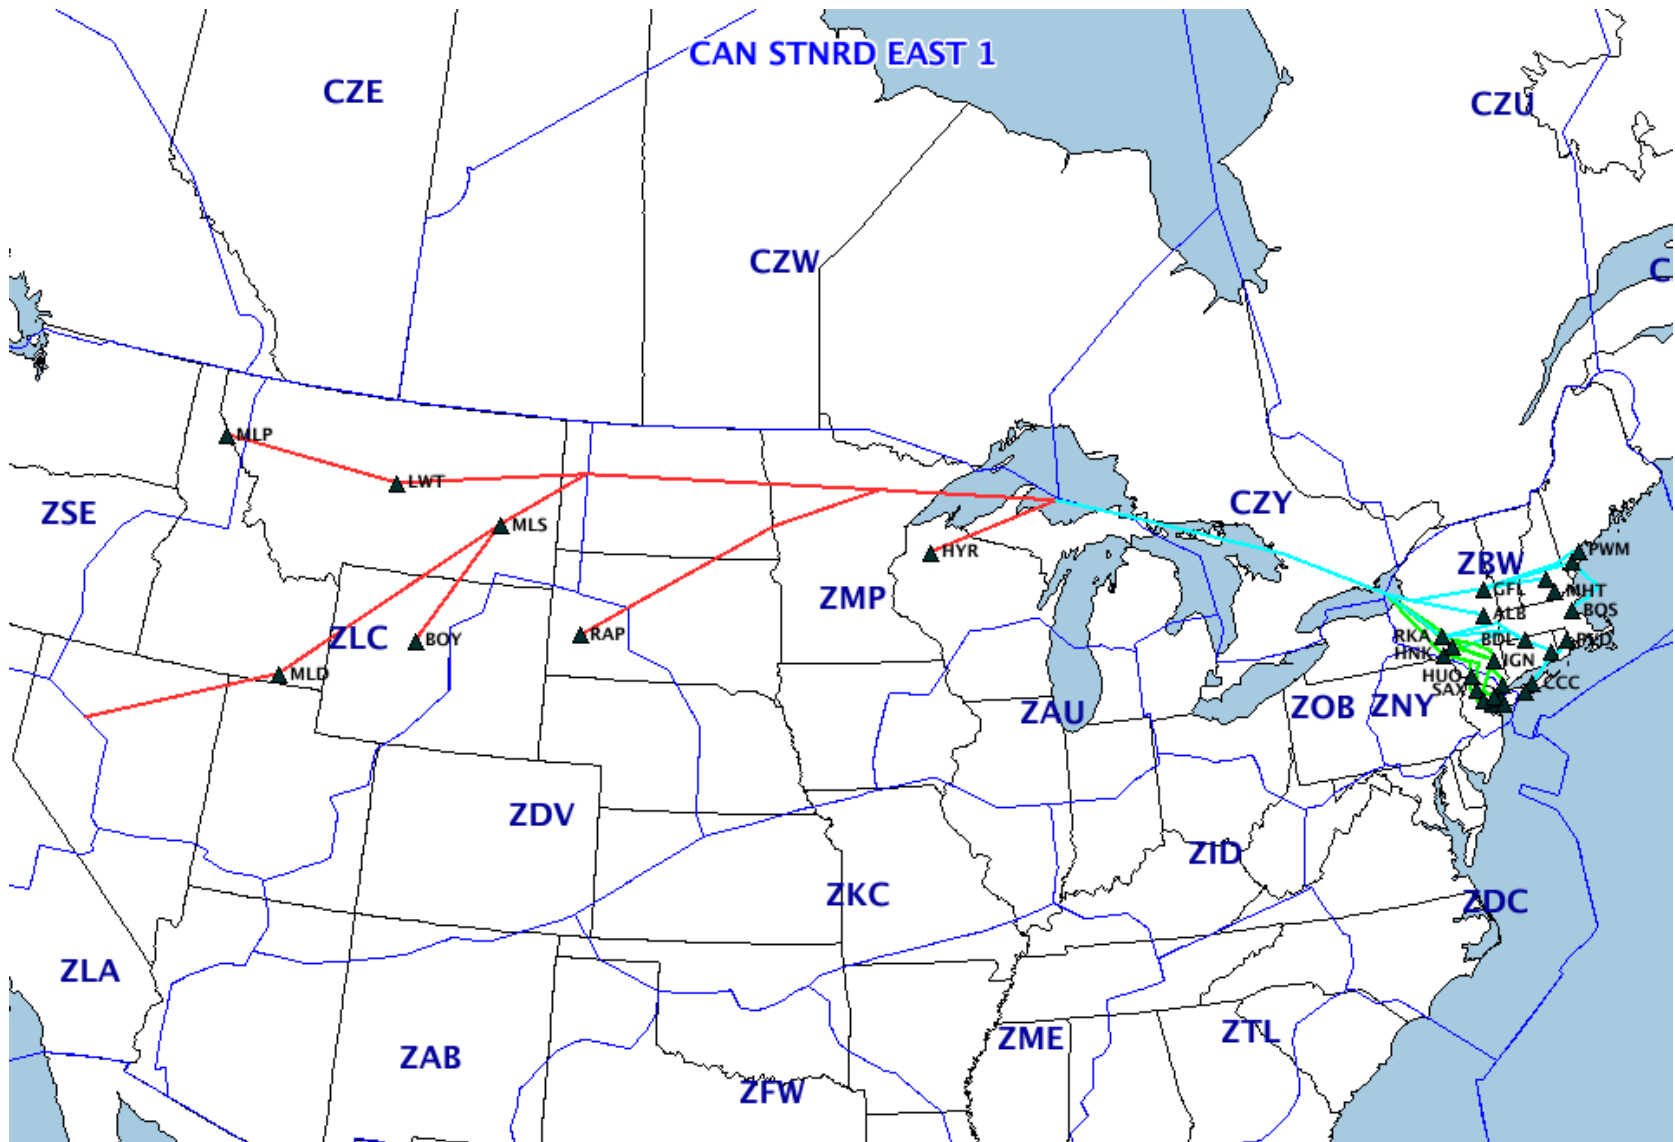 CAN STNRD EAST 1
CZE
CZU
CZW
C
MLP
LWT
ZSE
MLS
CZY
HYR
ZBW
PWM
GFL
MHT
ZMP
ALB
BOS
ZLC
BOY
RAP
RKA
BDL
PVD
HNK
IGN
MLD
HUO
SAX
CCC
ZAU
ZOB
ZNY
ZDV
ZID
ZKC
ZDC
ZLA
ZME
ZTL
ZAB
ZFW